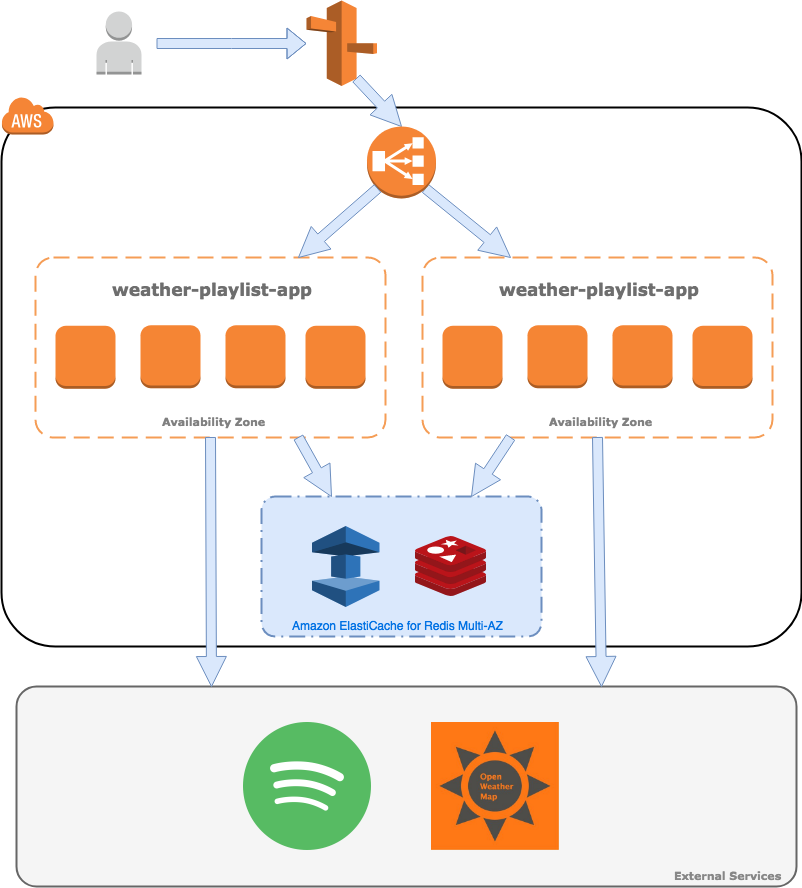 AWS
weather-playlist-app
weather-playlist-app
Availability Zone
Availability Zone
Amazon ElastiCache for Redis Multi-AZ
Open
Weather
Map
External Services